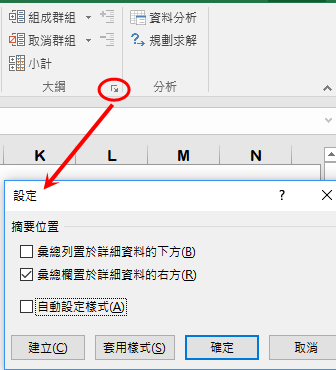 組成群組
資料分析
取消群組
規劃求解
小計
大綱
分析
K L M N
設定
?
摘要位置
彙總列置於詳細資料的下方(B)
彙總欄置於詳細資料的右方(R)
自動設定樣式(A)
建立(C) 套用樣式(S) 確定 取消